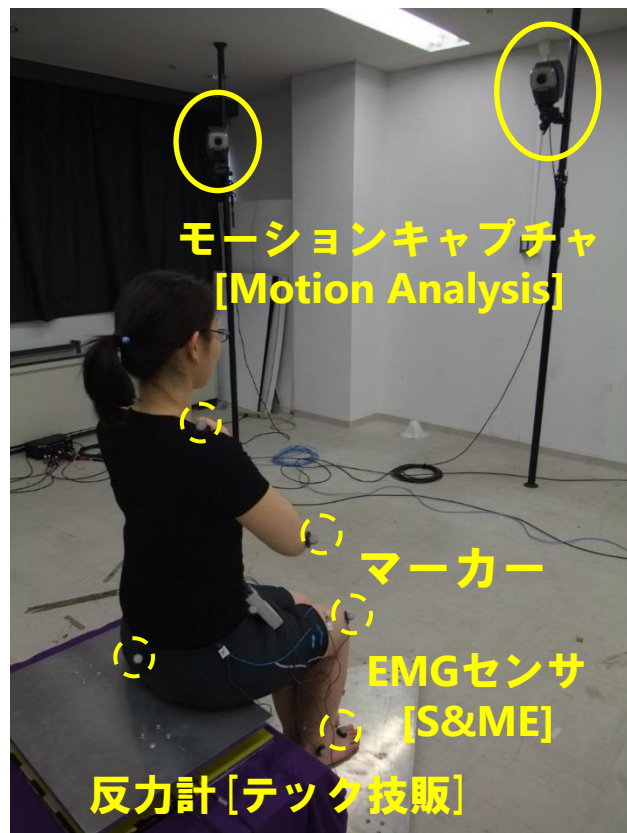 モーションキャプチャ
[Motion Analysis]
マーカー
EMGセンサ
[S&ME]
反力計[テック技販]